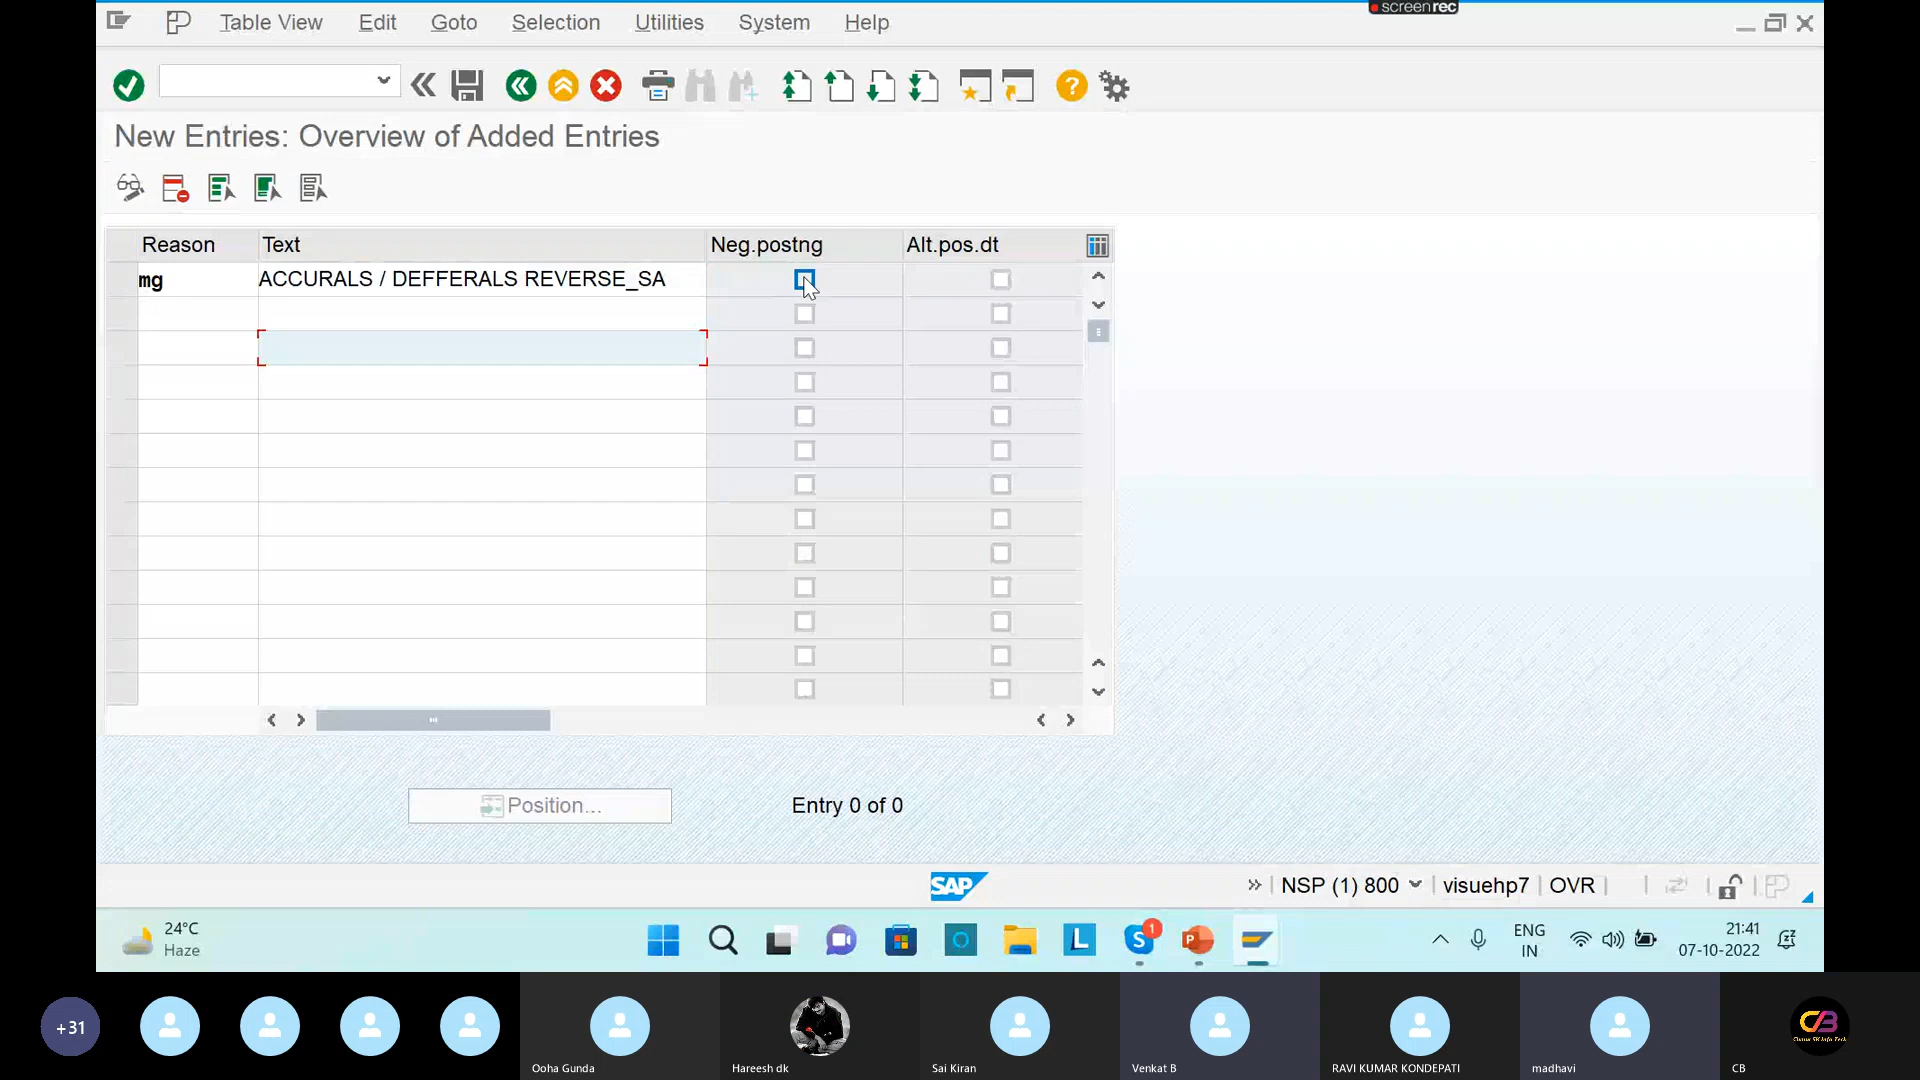 screenrec
Table View Edit Goto Selection Utilities System Help
New Entries: Overview of Added Entries
Reason Text Neg.postng Alt.pos.dt
mg ACCURALS / DEFFERALS REVERSE_SA
Position... Entry 0 of 0
SAP NSP (1) 800 visuehp7 OVR
24°C
Haze
1
ENG
IN
21:41
07-10-2022
+31
Ooha Gunda Hareesh dk Sai Kiran Venkat B RAVI KUMAR KONDEPATI madhavi CB